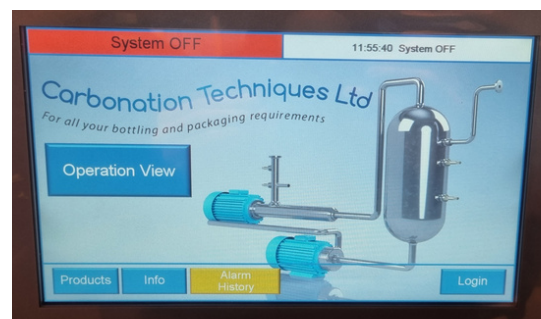 System OFF
11:55:40 System OFF
Carbonation Techniques Ltd
For all your bottling and packaging requirements
Operation View
Products
Info
Alarm
History
Login